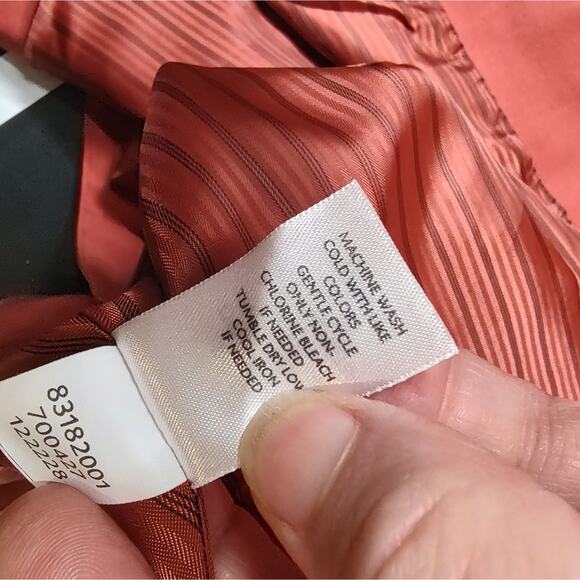 MACHINE WASH
COLD WITH LIKE
COLORS
GENTLE CYCLE
ONLY NON-
CHLORINE BLEACH
IF NEEDED
TUMBLE DRY LOW
COOL IRON
IF NEEDED
83182001
700427
122228